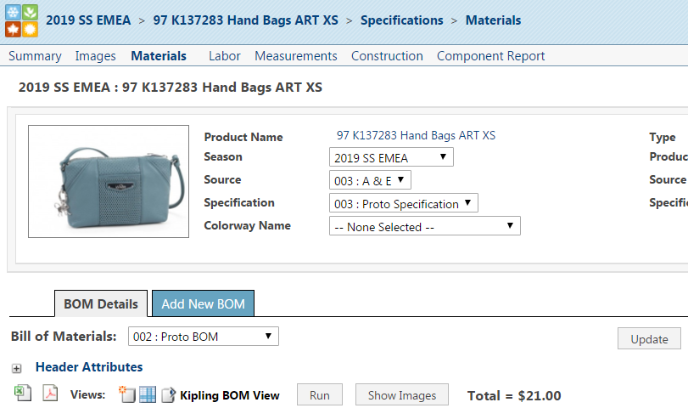 2019 SS EMEA > 97 K137283 Hand Bags ART XS > Specifications > Materials
Summary Images Materials Labor Measurements Construction Component Report
2019 SS EMEA : 97 K137283 Hand Bags ART XS
Product Name 97 K137283 Hand Bags ART XS Type
Season 2019 SS EMEA Produc
Source 003 : A & E Source
Specification 003 : Proto Specification Specifi
Colorway Name -- None Selected --
BOM Details Add New BOM
Bill of Materials: 002 : Proto BOM Update
Header Attributes
Views: Kipling BOM View Run Show Images Total = $21.00